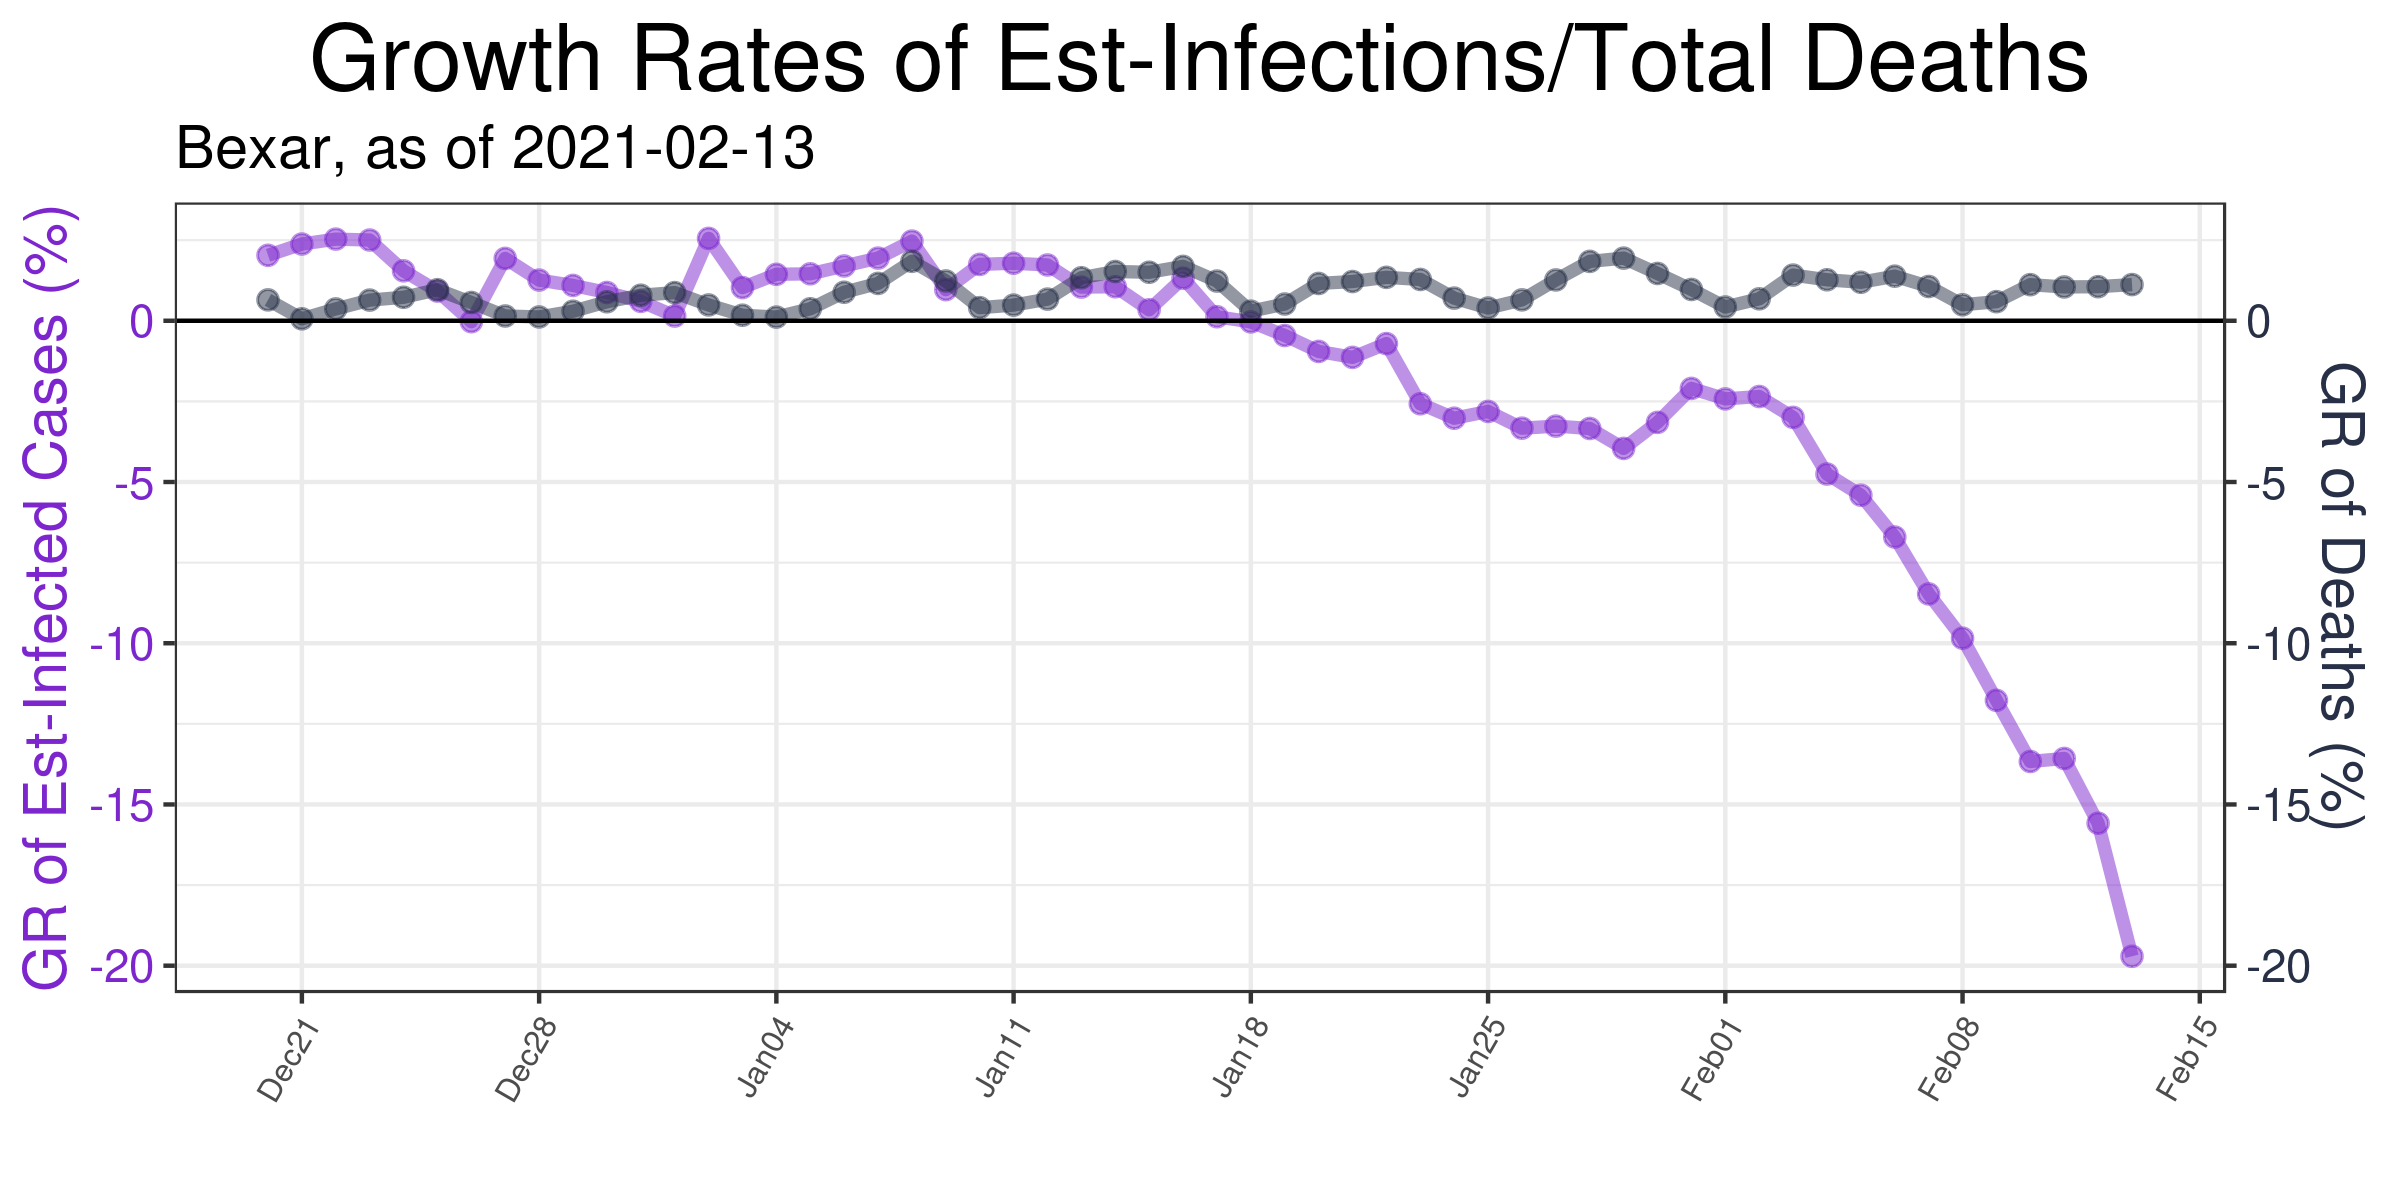 Growth Rates of Est-Infections/Total Deaths
Bexar, as of 2021-02-13
GR of Est-Infected Cases (%)
0
-5
-10
-15
-20
0
-5
-10
-15
-20
GR of Deaths (%)
Dec21
Dec28
Jan04
Jan11
Jan18
Jan25
Feb01
Feb08
Feb15